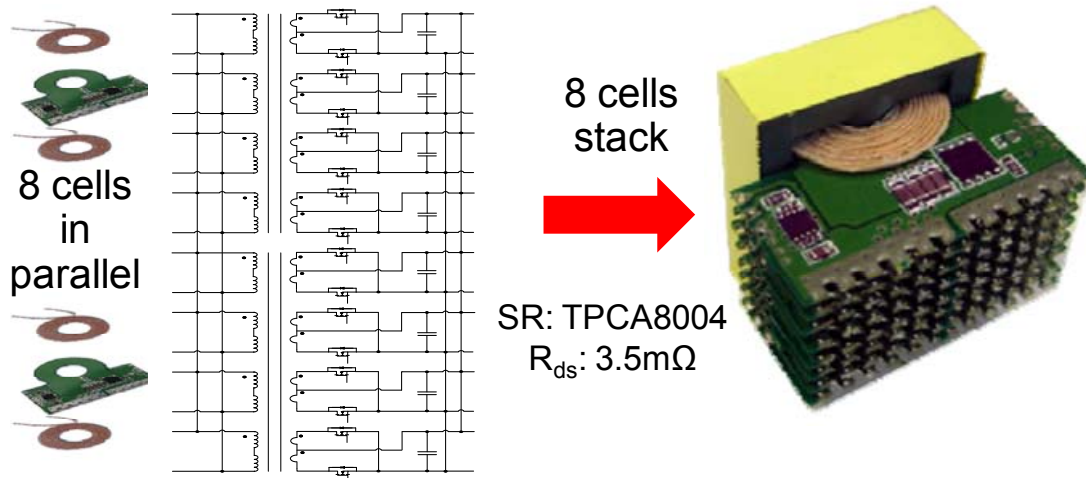 8 cells
in
parallel
8 cells
stack
SR: TPCA8004
Rds: 3.5mΩ